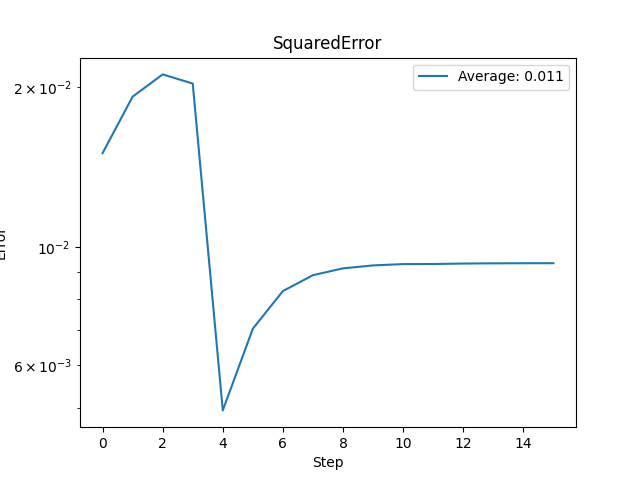 SquaredError
Average: 0.011
2 × 10⁻²
10⁻²
6 × 10⁻³
Error
0 2 4 6 8 10 12 14
Step